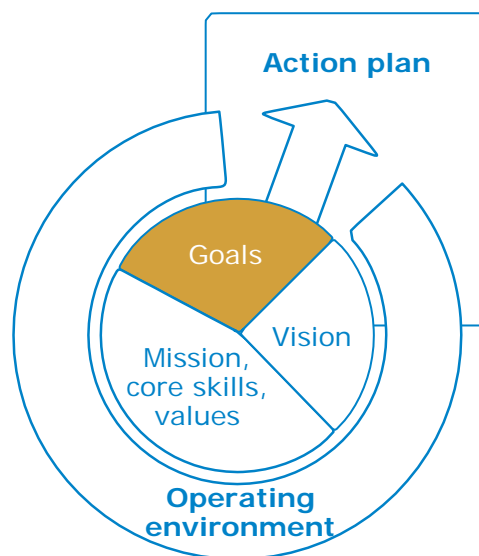 Action plan
Goals
Vision
Mission,
core skills,
values
Operating
environment